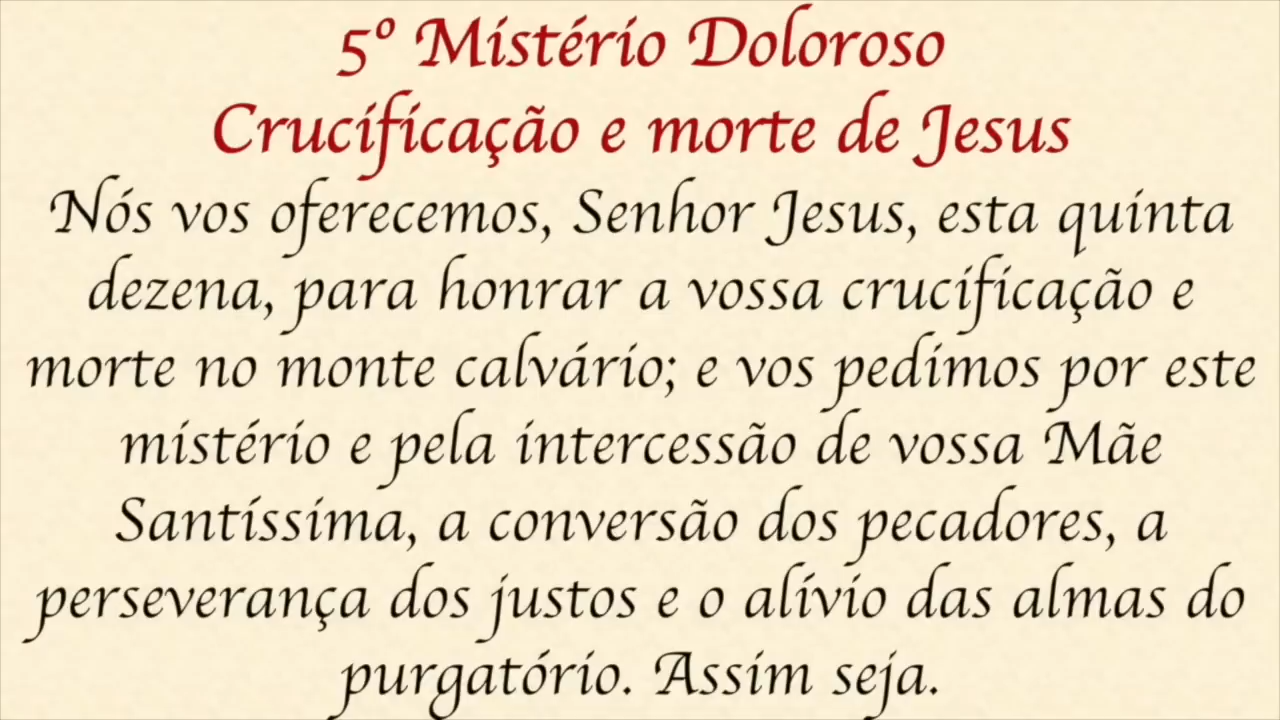 5º Mistério Doloroso
Crucificação e morte de Jesus
Nós vos oferecemos, Senhor Jesus, esta quinta
dezena, para honrar a vossa crucificação e
morte no monte calvário; e vos pedimos por este
mistério e pela intercessão de vossa Mãe
Santíssima, a conversão dos pecadores, a
perseverança dos justos e o alívio das almas do
purgatório. Assim seja.